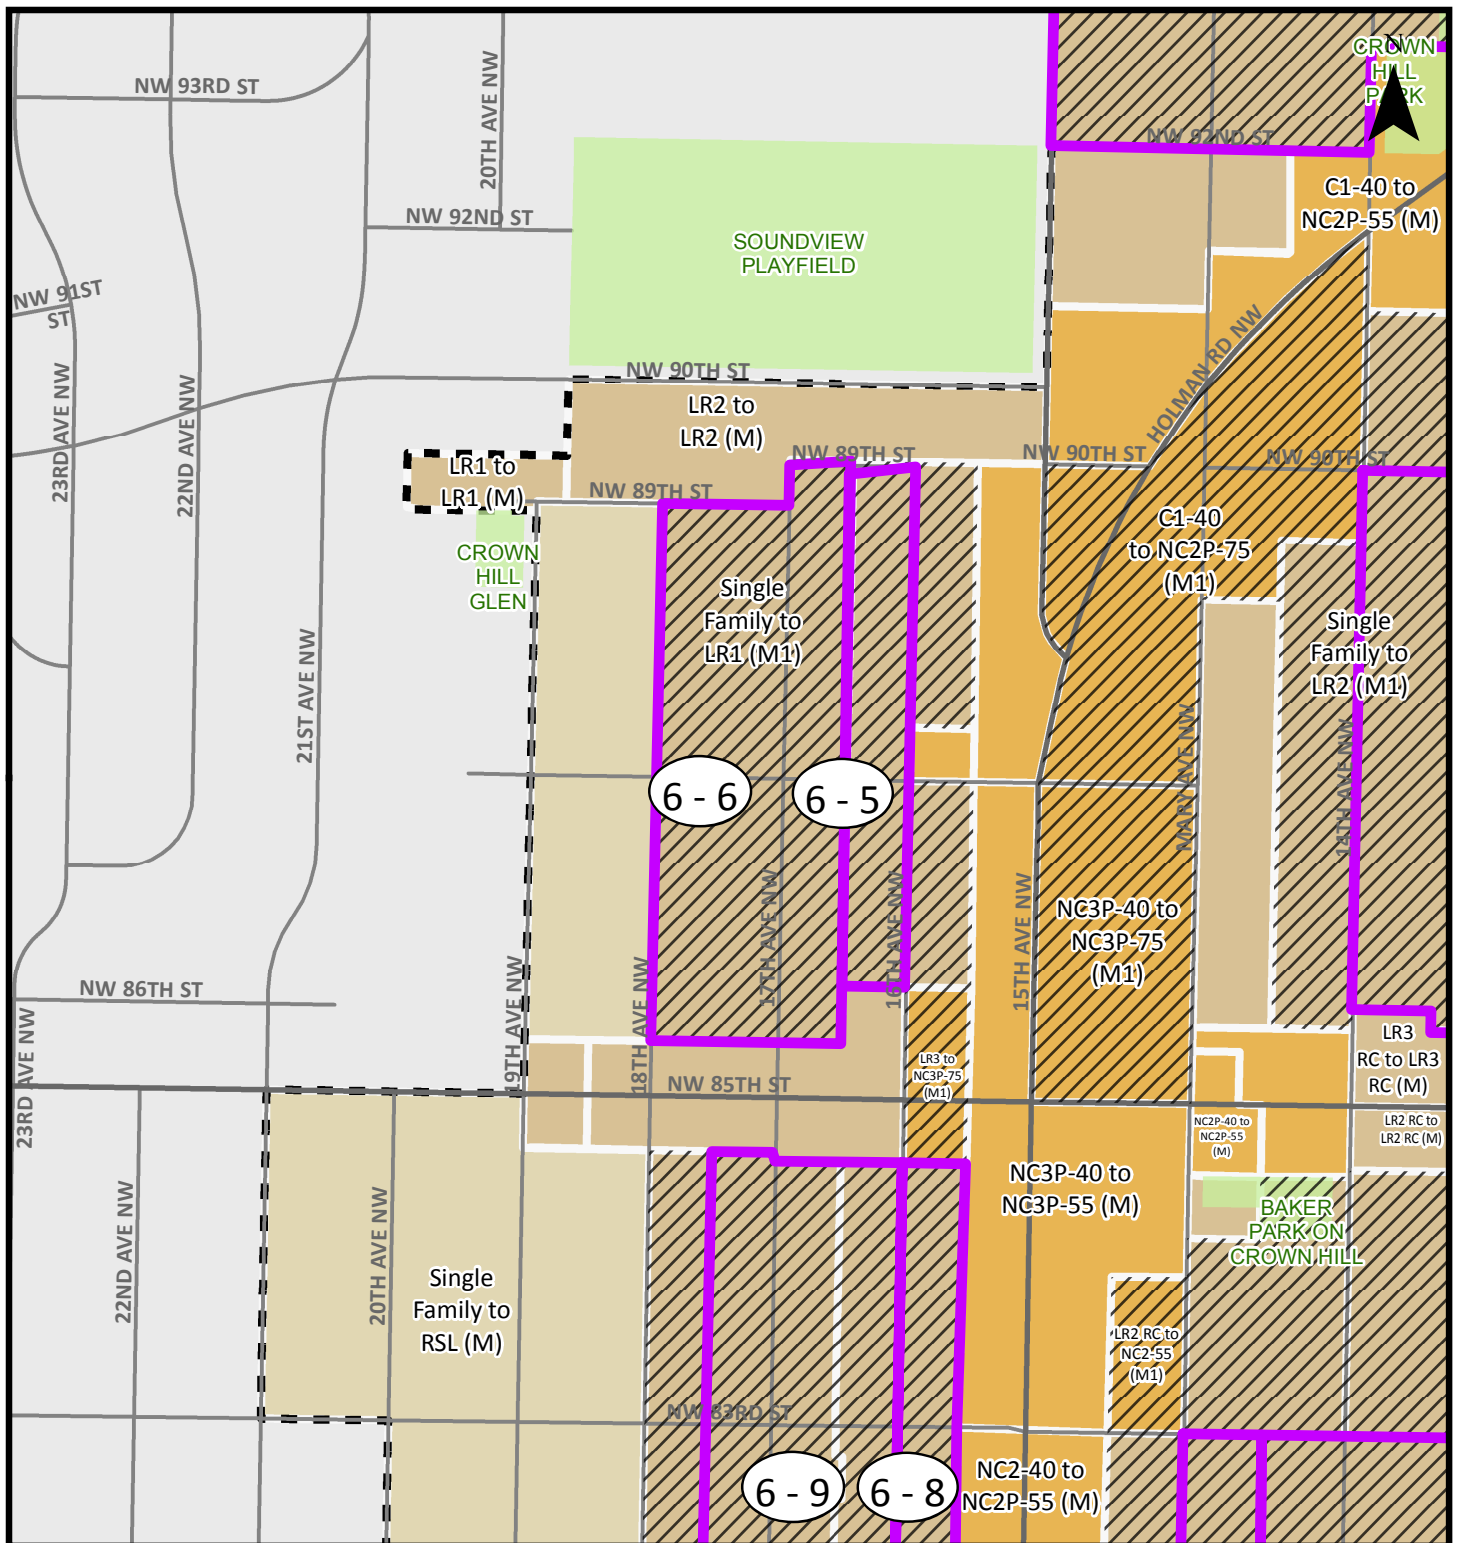 N
CROWN
HILL
PARK
NW 93RD ST
20TH AVE NW
NW 92ND ST
C1-40 to
NC2P-55 (M)
NW 92ND ST
SOUNDVIEW
PLAYFIELD
NW 91ST
ST
HOLMAN RD NW
23RD AVE NW
22ND AVE NW
NW 90TH ST
LR2 to
LR2 (M)
NW 89TH ST
NW 90TH ST
NW 90TH ST
LR1 to
LR1 (M)
NW 89TH ST
C1-40
to NC2P-75
(M1)
CROWN
HILL
GLEN
Single
Family to
LR1 (M1)
Single
Family to
LR2 (M1)
21ST AVE NW
MARY AVE NW
14TH AVE NW
6 - 6
6 - 5
17TH AVE NW
16TH AVE NW
15TH AVE NW
NC3P-40 to
NC3P-75
(M1)
NW 86TH ST
19TH AVE NW
18TH AVE NW
23RD AVE NW
LR3 to
NC3P-75
(M1)
LR3
RC to LR3
RC (M)
NW 85TH ST
NC2P-40 to
NC2P-55
(M)
LR2 RC to
LR2 RC (M)
NC3P-40 to
NC3P-55 (M)
BAKER
PARK ON
CROWN HILL
22ND AVE NW
20TH AVE NW
Single
Family to
RSL (M)
LR2 RC to
NC2-55
(M1)
NW 83RD ST
6 - 9
6 - 8
NC2-40 to
NC2P-55 (M)